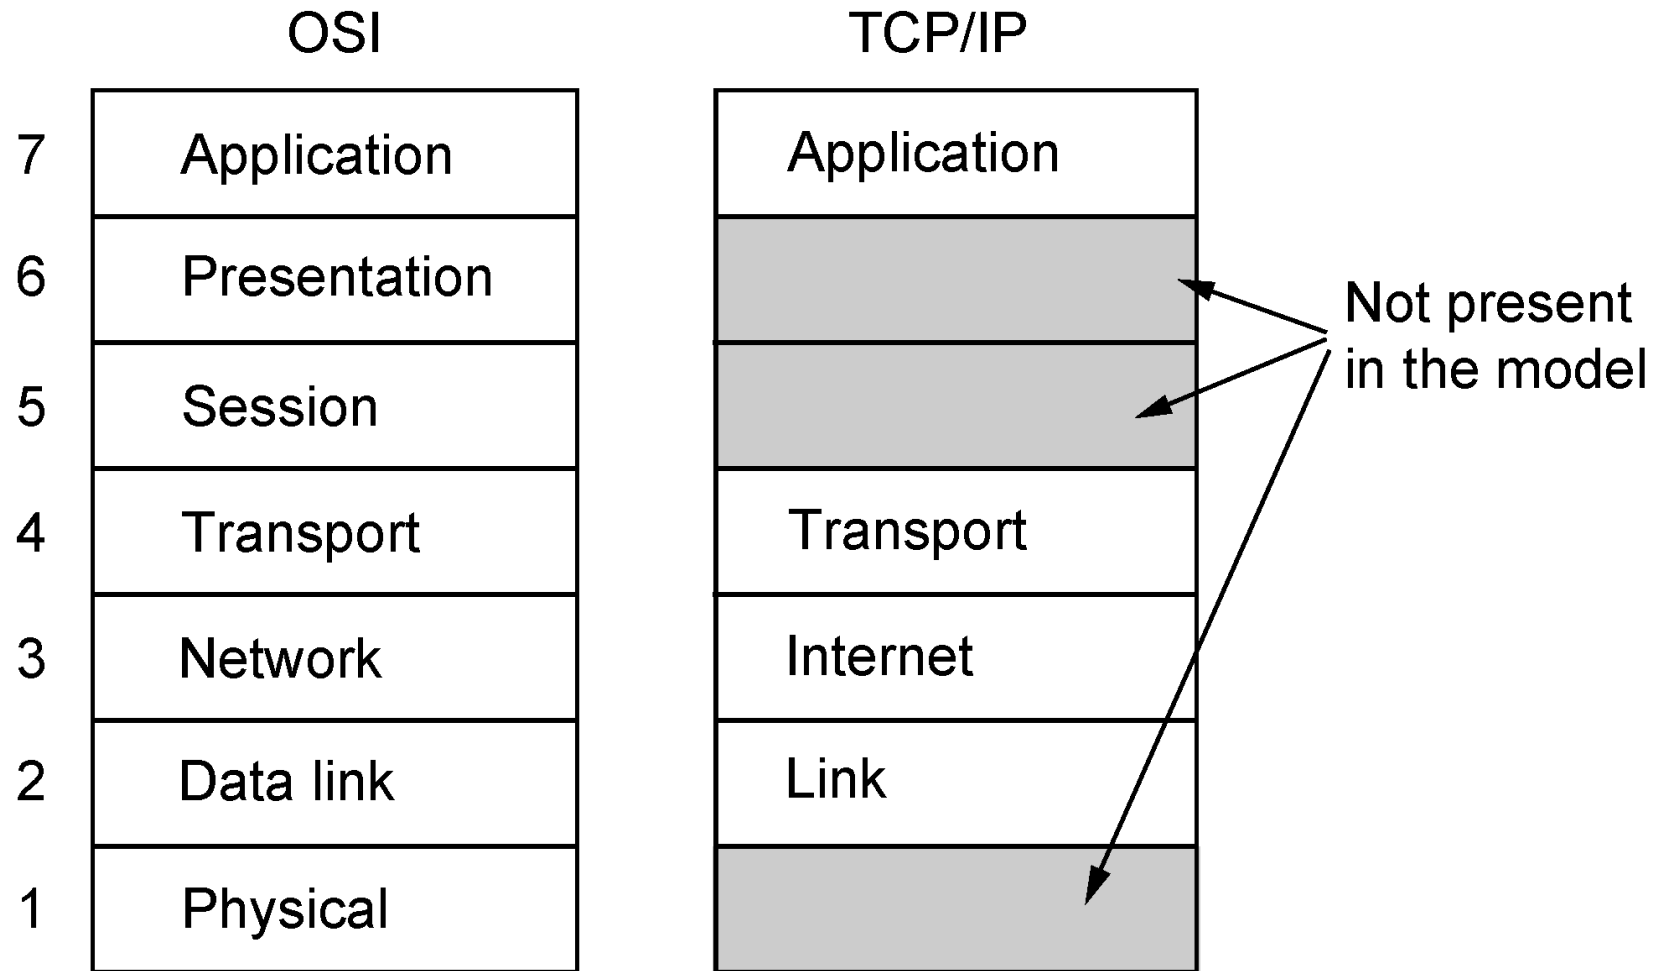 OSI
TCP/IP
7 Application Application
6 Presentation
5 Session
4 Transport Transport
3 Network Internet
2 Data link Link
1 Physical
Not present
in the model